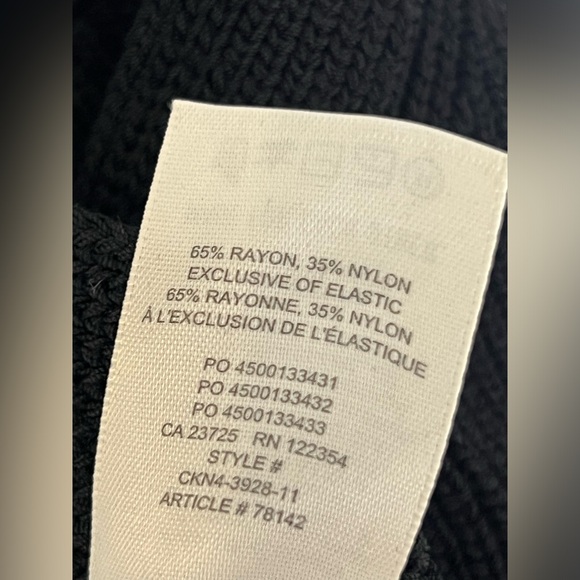 65% RAYON, 35% NYLON
EXCLUSIVE OF ELASTIC
65% RAYONNE, 35% NYLON
À L'EXCLUSION DE L'ÉLASTIQUE
PO 4500133431
PO 4500133432
PO 4500133433
CA 23725 RN 122354
STYLE #
CKN4-3928-11
ARTICLE # 78142